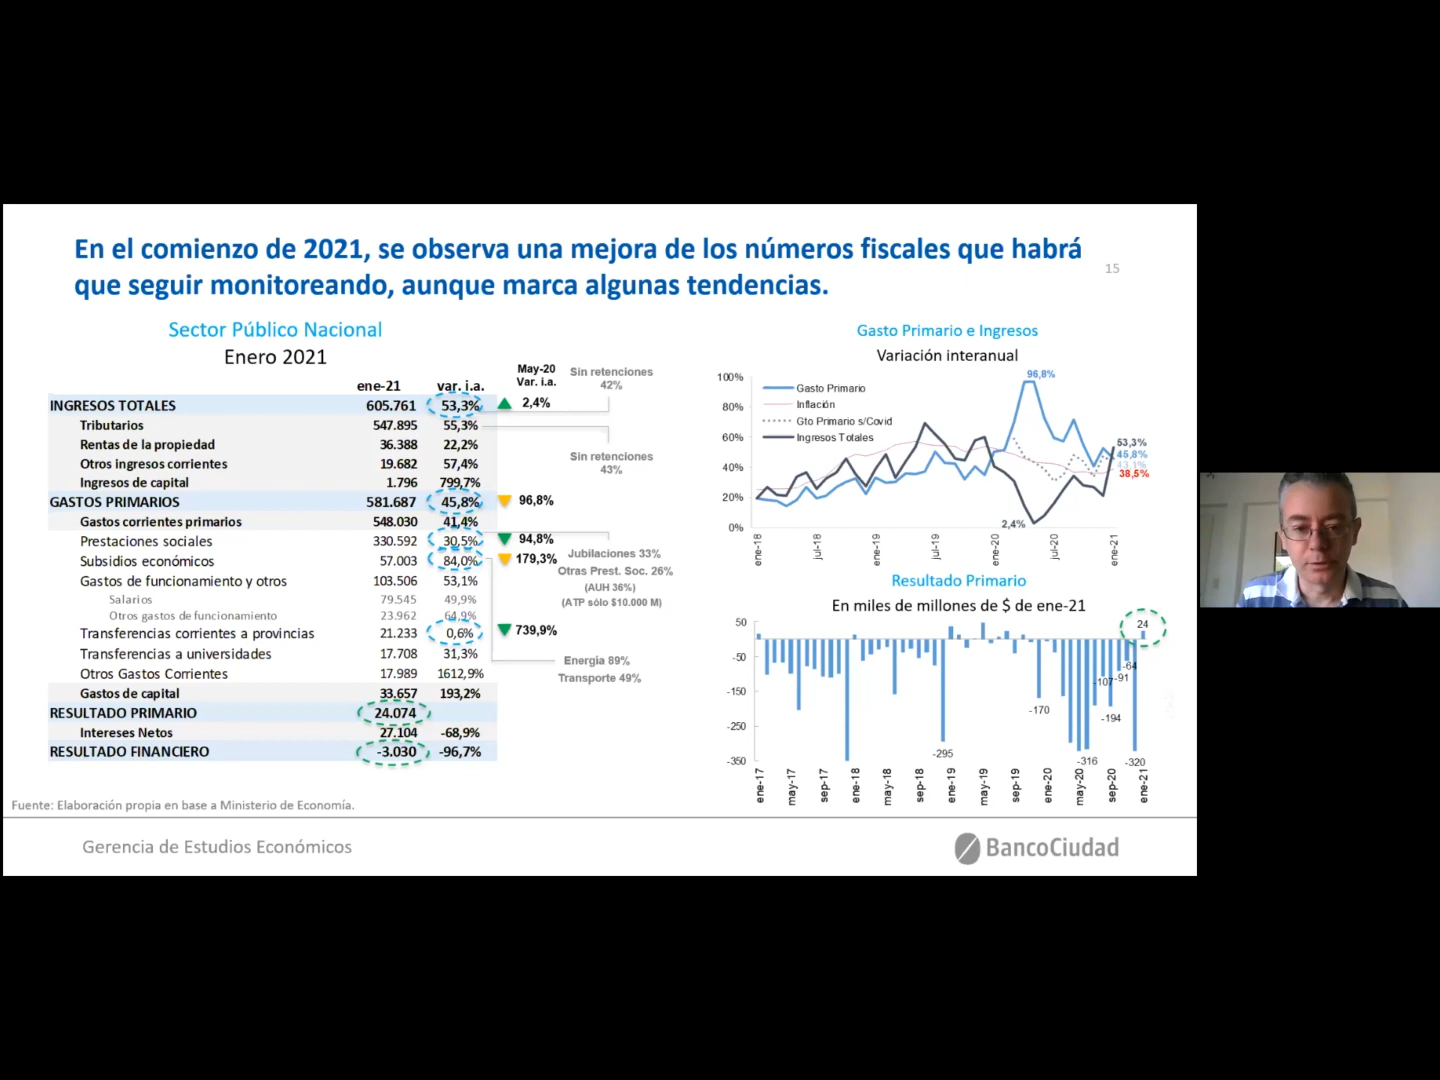 En el comienzo de 2021, se observa una mejora de los números fiscales que habrá
que seguir monitoreando, aunque marca algunas tendencias.
15
Sector Público Nacional
Enero 2021
ene-21 var. i.a.
May-20
Var. i.a.
INGRESOS TOTALES 605.761 53,3% 2,4%
Tributarios 547.895 55,3%
Rentas de la propiedad 36.388 22,2%
Otros ingresos corrientes 19.682 57,4%
Ingresos de capital 1.796 799,7%
GASTOS PRIMARIOS 581.687 45,8% 96,8%
Gastos corrientes primarios 548.030 41,4%
Prestaciones sociales 330.592 30,5% 94,8%
Subsidios económicos 57.003 84,0% 179,3%
Gastos de funcionamiento y otros 103.506 53,1%
Salarios 79.545 49,9%
Otros gastos de funcionamiento 23.962 64,9%
Transferencias corrientes a provincias 21.233 0,6% 739,9%
Transferencias a universidades 17.708 31,3%
Otros Gastos Corrientes 17.989 1612,9%
Gastos de capital 33.657 193,2%
RESULTADO PRIMARIO 24.074
Intereses Netos 27.104 -68,9%
RESULTADO FINANCIERO -3.030 -96,7%
Sin retenciones
42%
Sin retenciones
43%
Jubilaciones 33%
Otras Prest. Soc. 26%
(AUH 36%)
(ATP sólo $10.000 M)
Energía 89%
Transporte 49%
Gasto Primario e Ingresos
Variación interanual
100%
80%
60%
40%
20%
0%
Gasto Primario
Inflación
Gto Primario s/Covid
Ingresos Totales
96,8%
53,3%
45,8%
43,1%
38,5%
2,4%
ene-18 jul-18 ene-19 jul-19 ene-20 jul-20 ene-21
Resultado Primario
En miles de millones de $ de ene-21
50
-50
-150
-250
-350
24
-64
-107 -91
-170
-194
-295
-316
-320
ene-17 may-17 sep-17 ene-18 may-18 sep-18 ene-19 may-19 sep-19 ene-20 may-20 sep-20 ene-21
Fuente: Elaboración propia en base a Ministerio de Economía.
Gerencia de Estudios Económicos
BancoCiudad